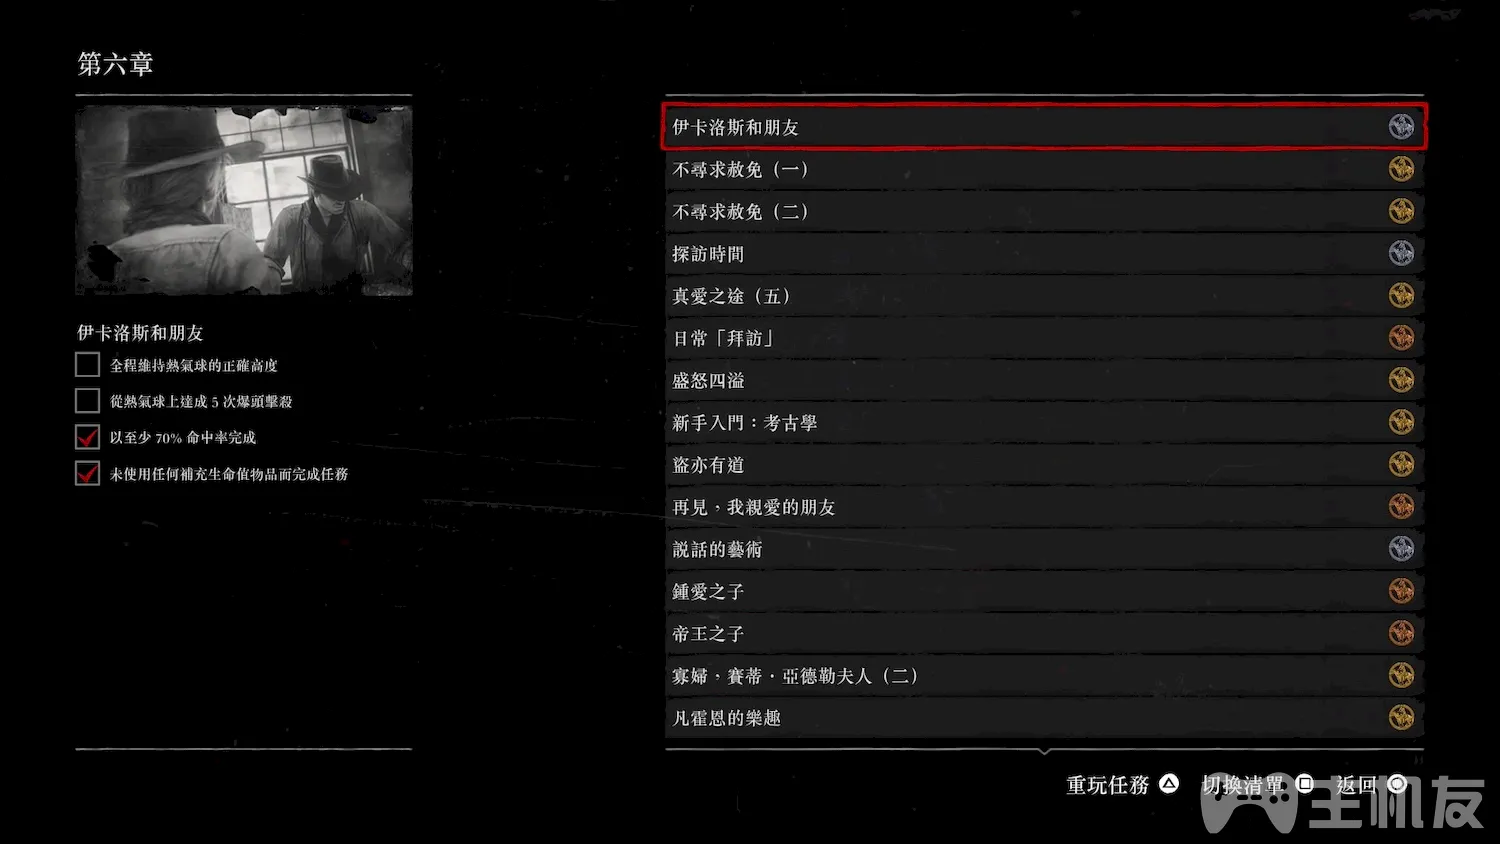 第六章
伊卡洛斯和朋友
全程維持熱氣球的正確高度
從熱氣球上達成 5 次爆頭擊殺
以至少 70% 命中率完成
未使用任何補充生命值物品而完成任務
伊卡洛斯和朋友
不尋求赦免（一）
不尋求赦免（二）
探訪時間
真愛之途（五）
日常「拜訪」
盛怒四溢
新手入門：考古學
盜亦有道
再見，我親愛的朋友
說話的藝術
鍾愛之子
帝王之子
寡婦，賽蒂・亞德勒夫人（二）
凡霍恩的樂趣
重玩任務
切換清單
返回
主机友